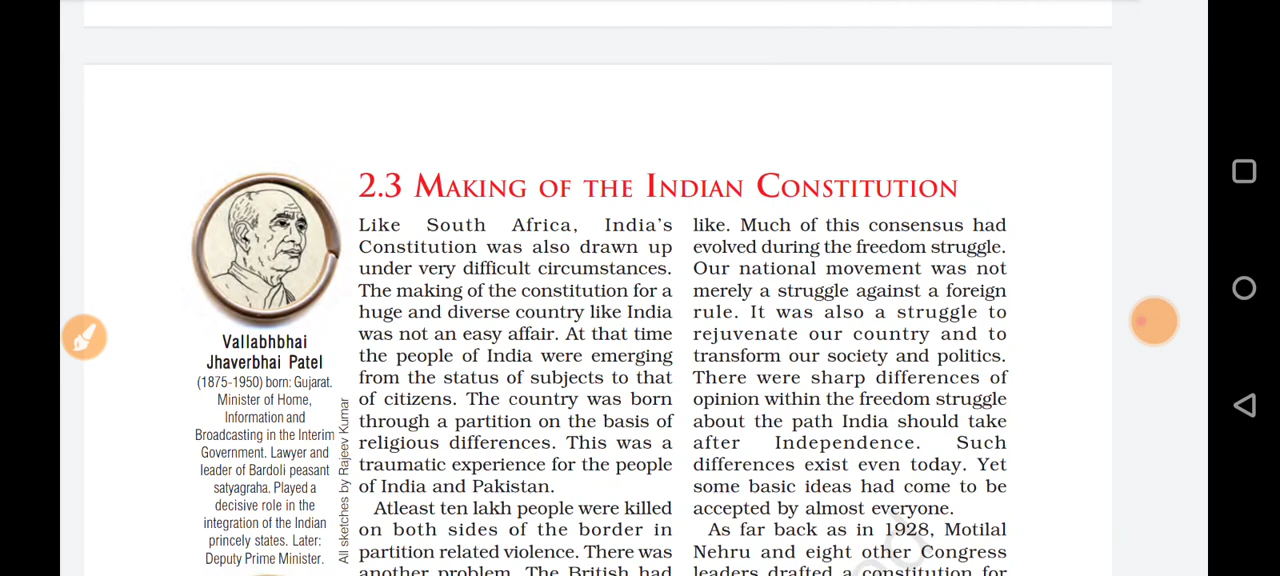 2.3 Making of the Indian Constitution
Vallabhbhai
Jhaverbhai Patel
(1875-1950) born: Gujarat.
Minister of Home,
Information and
Broadcasting in the Interim
Government. Lawyer and
leader of Bardoli peasant
satyagraha. Played a
decisive role in the
integration of the Indian
princely states. Later:
Deputy Prime Minister.
All sketches by Rajeev Kumar
Like South Africa, India's
Constitution was also drawn up
under very difficult circumstances.
The making of the constitution for a
huge and diverse country like India
was not an easy affair. At that time
the people of India were emerging
from the status of subjects to that
of citizens. The country was born
through a partition on the basis of
religious differences. This was a
traumatic experience for the people
of India and Pakistan.
Atleast ten lakh people were killed
on both sides of the border in
partition related violence. There was
another problem. The British had
like. Much of this consensus had
evolved during the freedom struggle.
Our national movement was not
merely a struggle against a foreign
rule. It was also a struggle to
rejuvenate our country and to
transform our society and politics.
There were sharp differences of
opinion within the freedom struggle
about the path India should take
after Independence. Such
differences exist even today. Yet
some basic ideas had come to be
accepted by almost everyone.
As far back as in 1928, Motilal
Nehru and eight other Congress
leaders drafted a constitution for